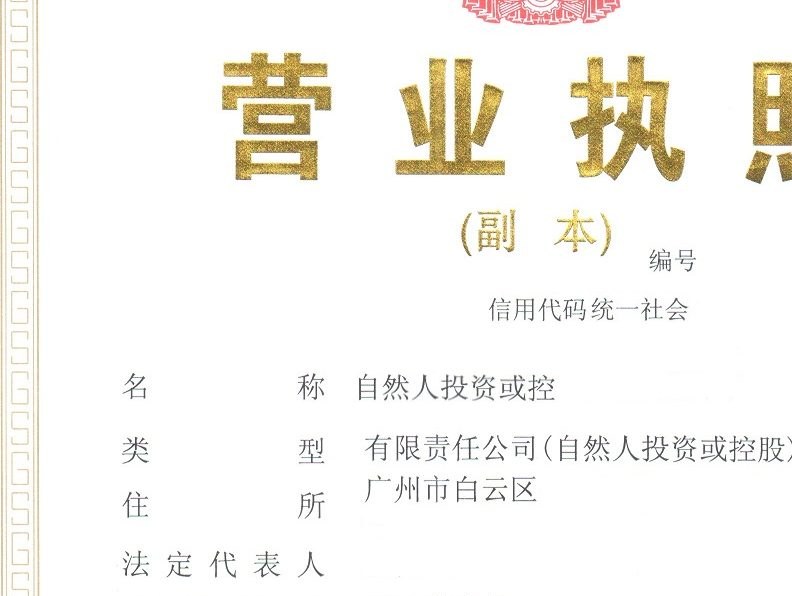 营业执照
(副 本)
编号
信用代码统一社会
名 称 自然人投资或控
类 型 有限责任公司(自然人投资或控股)
住 所 广州市白云区
法定代表人